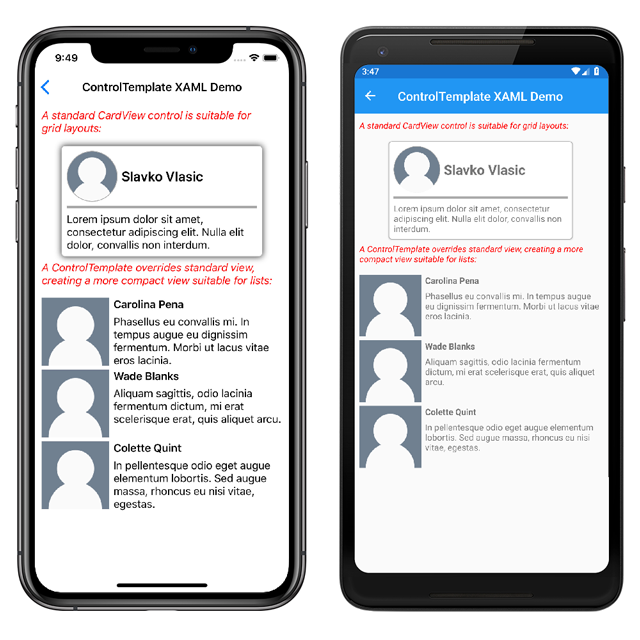 9:49
ControlTemplate XAML Demo
A standard CardView control is suitable for
grid layouts:
Slavko Vlasic
Lorem ipsum dolor sit amet,
consectetur adipiscing elit. Nulla elit
dolor, convallis non interdum.
A ControlTemplate overrides standard view,
creating a more compact view suitable for lists:
Carolina Pena
Phasellus eu convallis mi. In
tempus augue eu dignissim
fermentum. Morbi ut lacus vitae
eros lacinia.
Wade Blanks
Aliquam sagittis, odio lacinia
fermentum dictum, mi erat
scelerisque erat, quis aliquet arcu.
Colette Quint
In pellentesque odio eget augue
elementum lobortis. Sed augue
massa, rhoncus eu nisi vitae,
egestas.
3:47
ControlTemplate XAML Demo
A standard CardView control is suitable for grid layouts:
Slavko Vlasic
Lorem ipsum dolor sit amet, consectetur
adipiscing elit. Nulla elit dolor, convallis non
interdum.
A ControlTemplate overrides standard view, creating a more
compact view suitable for lists:
Carolina Pena
Phasellus eu convallis mi. In tempus augue
eu dignissim fermentum. Morbi ut lacus vitae
eros lacinia.
Wade Blanks
Aliquam sagittis, odio lacinia fermentum
dictum, mi erat scelerisque erat, quis aliquet
arcu.
Colette Quint
In pellentesque odio eget augue elementum
lobortis. Sed augue massa, rhoncus eu nisi
vitae, egestas.